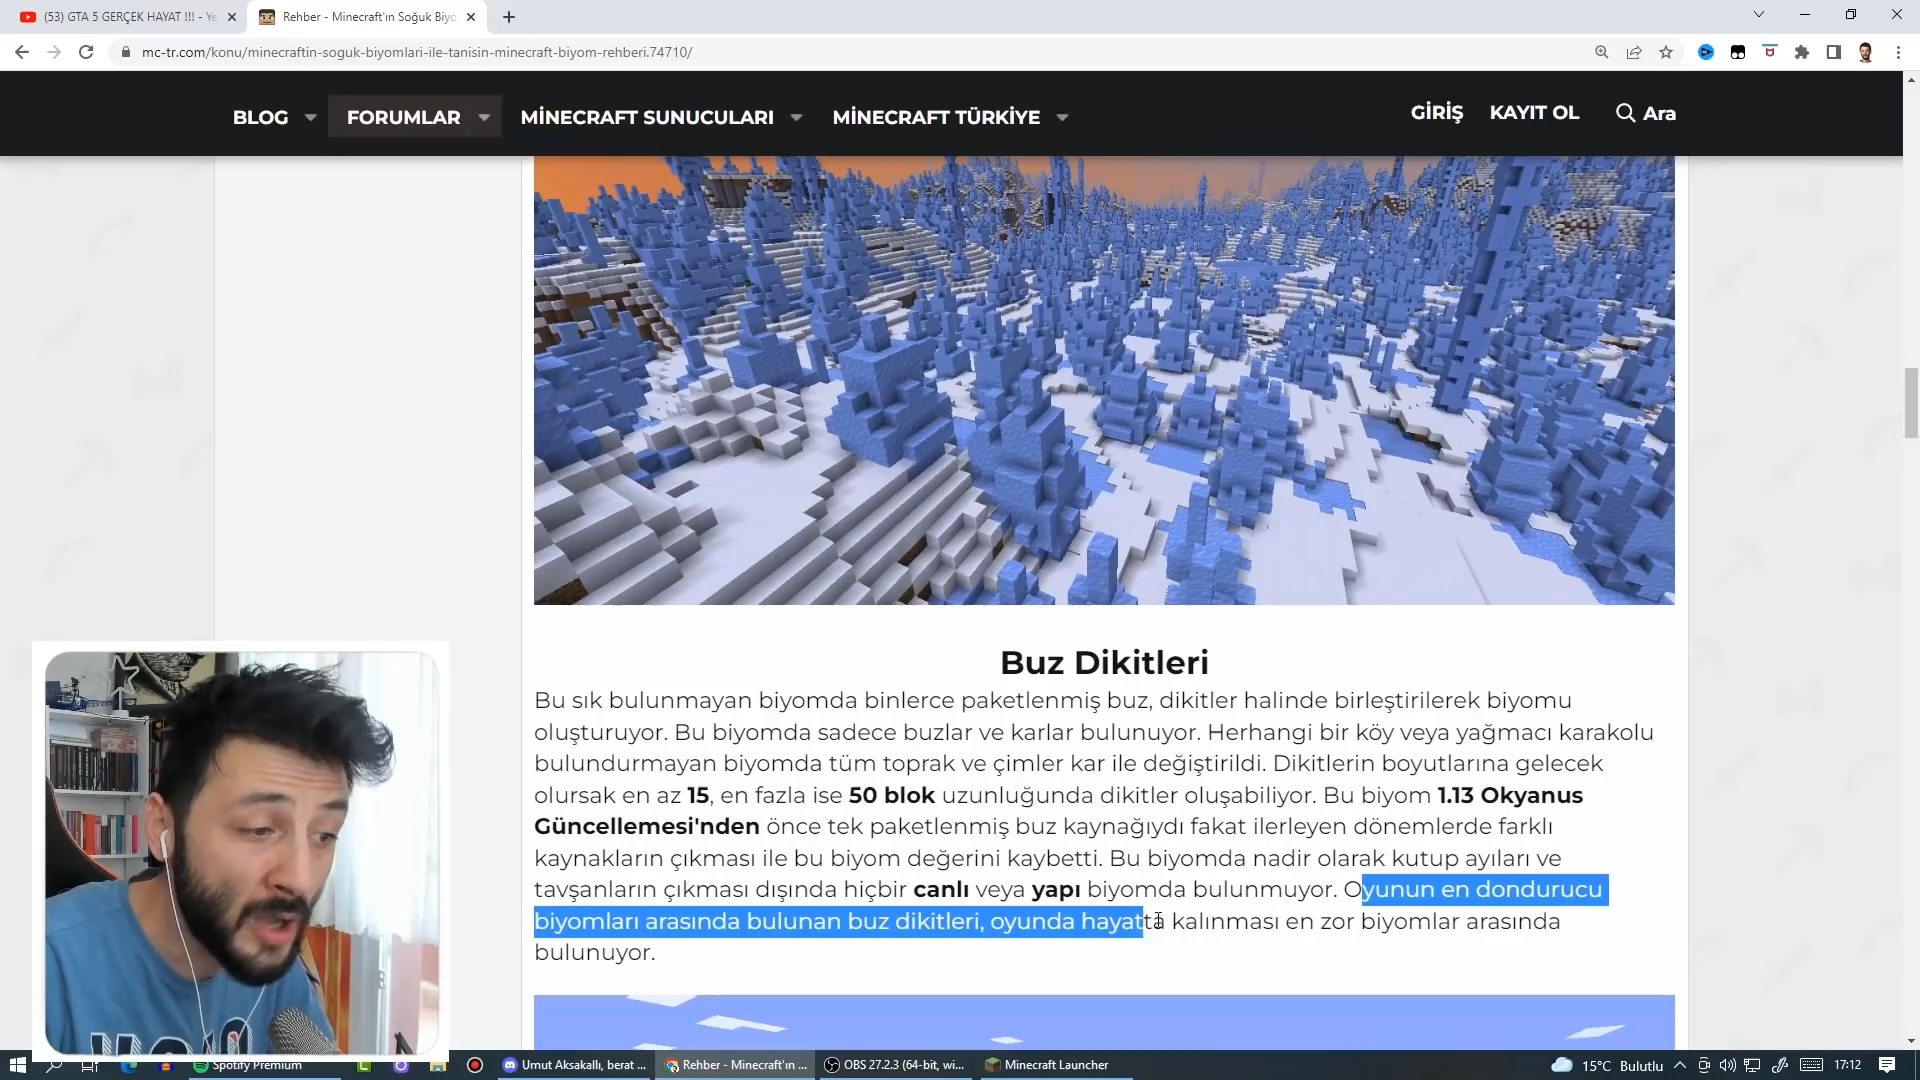 (53) GTA 5 GERÇEK HAYAT !!! - Ye
Rehber - Minecraft'ın Soğuk Biyo
mc-tr.com/konu/minecraftin-soguk-biyomlari-ile-tanisin-minecraft-biyom-rehberi.74710/
BLOG FORUMLAR MİNECRAFT SUNUCULARI MİNECRAFT TÜRKİYE GİRİŞ KAYIT OL Ara
Buz Dikitleri
Bu sık bulunmayan biyomda binlerce paketlenmiş buz, dikitler halinde birleştirilerek biyomu
oluşturuyor. Bu biyomda sadece buzlar ve karlar bulunuyor. Herhangi bir köy veya yağmacı karakolu
bulundurmayan biyomda tüm toprak ve çimler kar ile değiştirildi. Dikitlerin boyutlarına gelecek
olursak en az 15, en fazla ise 50 blok uzunluğunda dikitler oluşabiliyor. Bu biyom 1.13 Okyanus
Güncellemesi'nden önce tek paketlenmiş buz kaynağıydı fakat ilerleyen dönemlerde farklı
kaynakların çıkması ile bu biyom değerini kaybetti. Bu biyomda nadir olarak kutup ayıları ve
tavşanların çıkması dışında hiçbir canlı veya yapı biyomda bulunmuyor. Oyunun en dondurucu
biyomları arasında bulunan buz dikitleri, oyunda hayatta kalınması en zor biyomlar arasında
bulunuyor.
Spotify Premium
Umut Aksakallı, berat ...
Rehber - Minecraft'ın ...
OBS 27.2.3 (64-bit, wi...
Minecraft Launcher
15°C Bulutlu
17:12